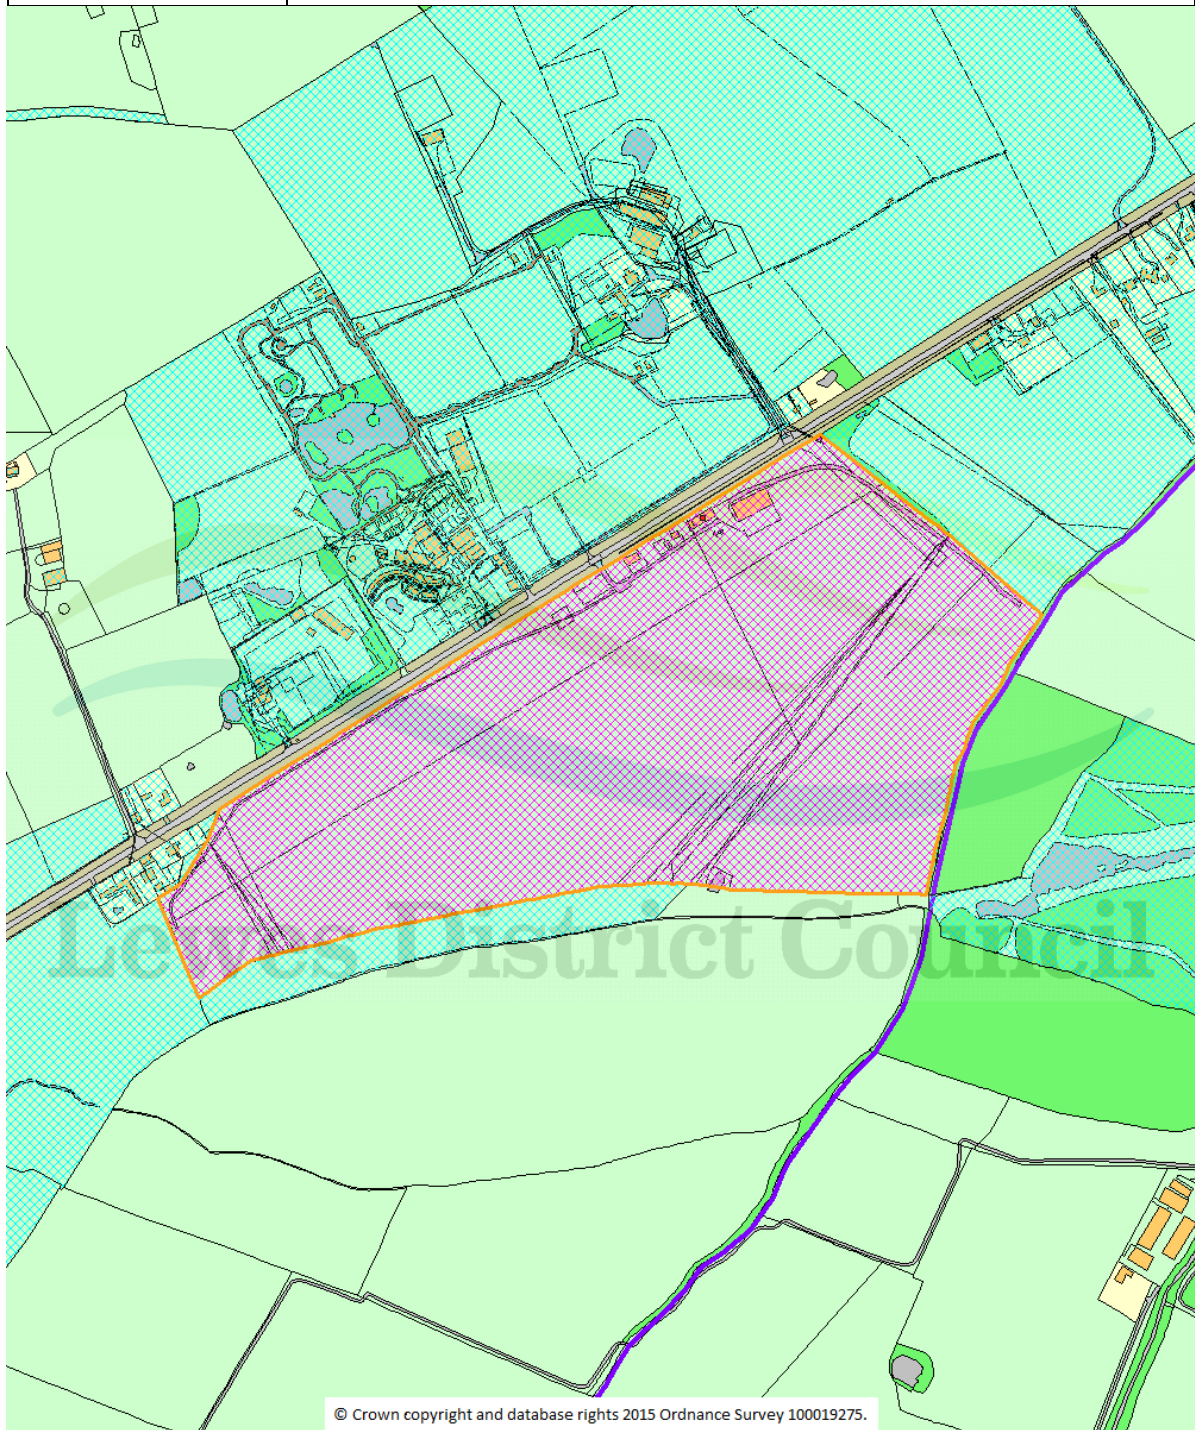 Lewes District Council
© Crown copyright and database rights 2015 Ordnance Survey 100019275.